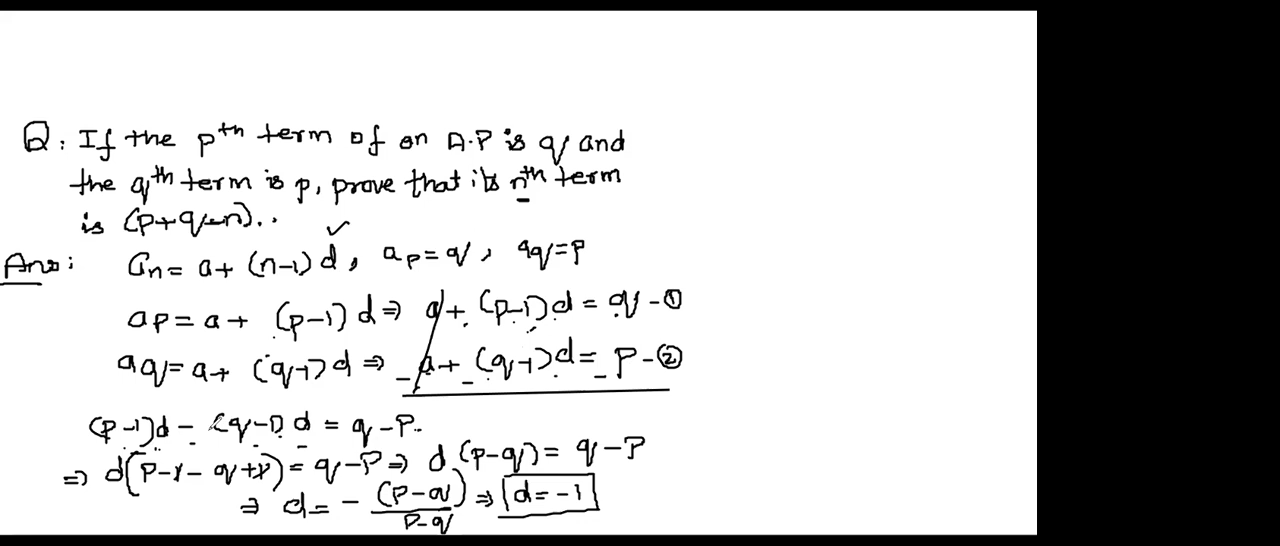 Q: If the pth term of an A.P is q and
the qth term is p, prove that it's nth term
is (p+q-n)..
Ans: an = a + (n-1) d, ap = q, aq = p
ap = a + (p-1) d ⇒ a + (p-1) d = q - ①
aq = a + (q-1) d ⇒ - a + (q-1) d = - p - ②
(p-1)d - (q-1) d = q - p.
⇒ d(p-1-q+1) = q - p ⇒ d (p-q) = q - p
⇒ d = - (p-q)/p-q ⇒ d = -1